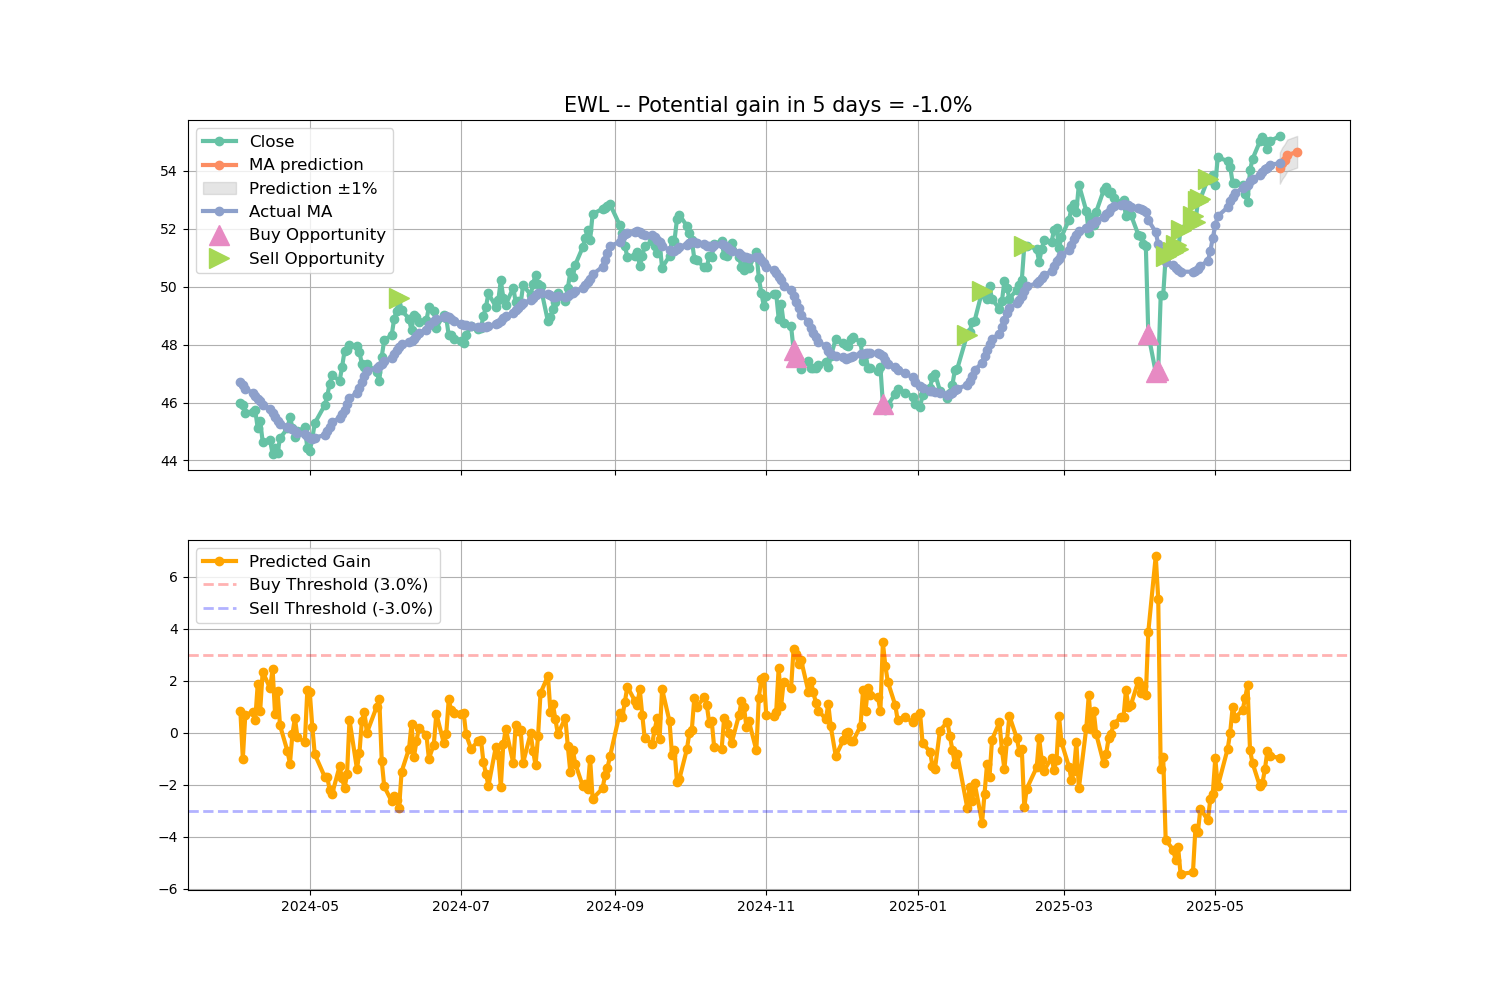 EWL -- Potential gain in 5 days = -1.0%
Close
MA prediction
Prediction ±1%
Actual MA
Buy Opportunity
Sell Opportunity
54
52
50
48
46
44
Predicted Gain
Buy Threshold (3.0%)
Sell Threshold (-3.0%)
6
4
2
0
−2
−4
−6
2024-05 2024-07 2024-09 2024-11 2025-01 2025-03 2025-05